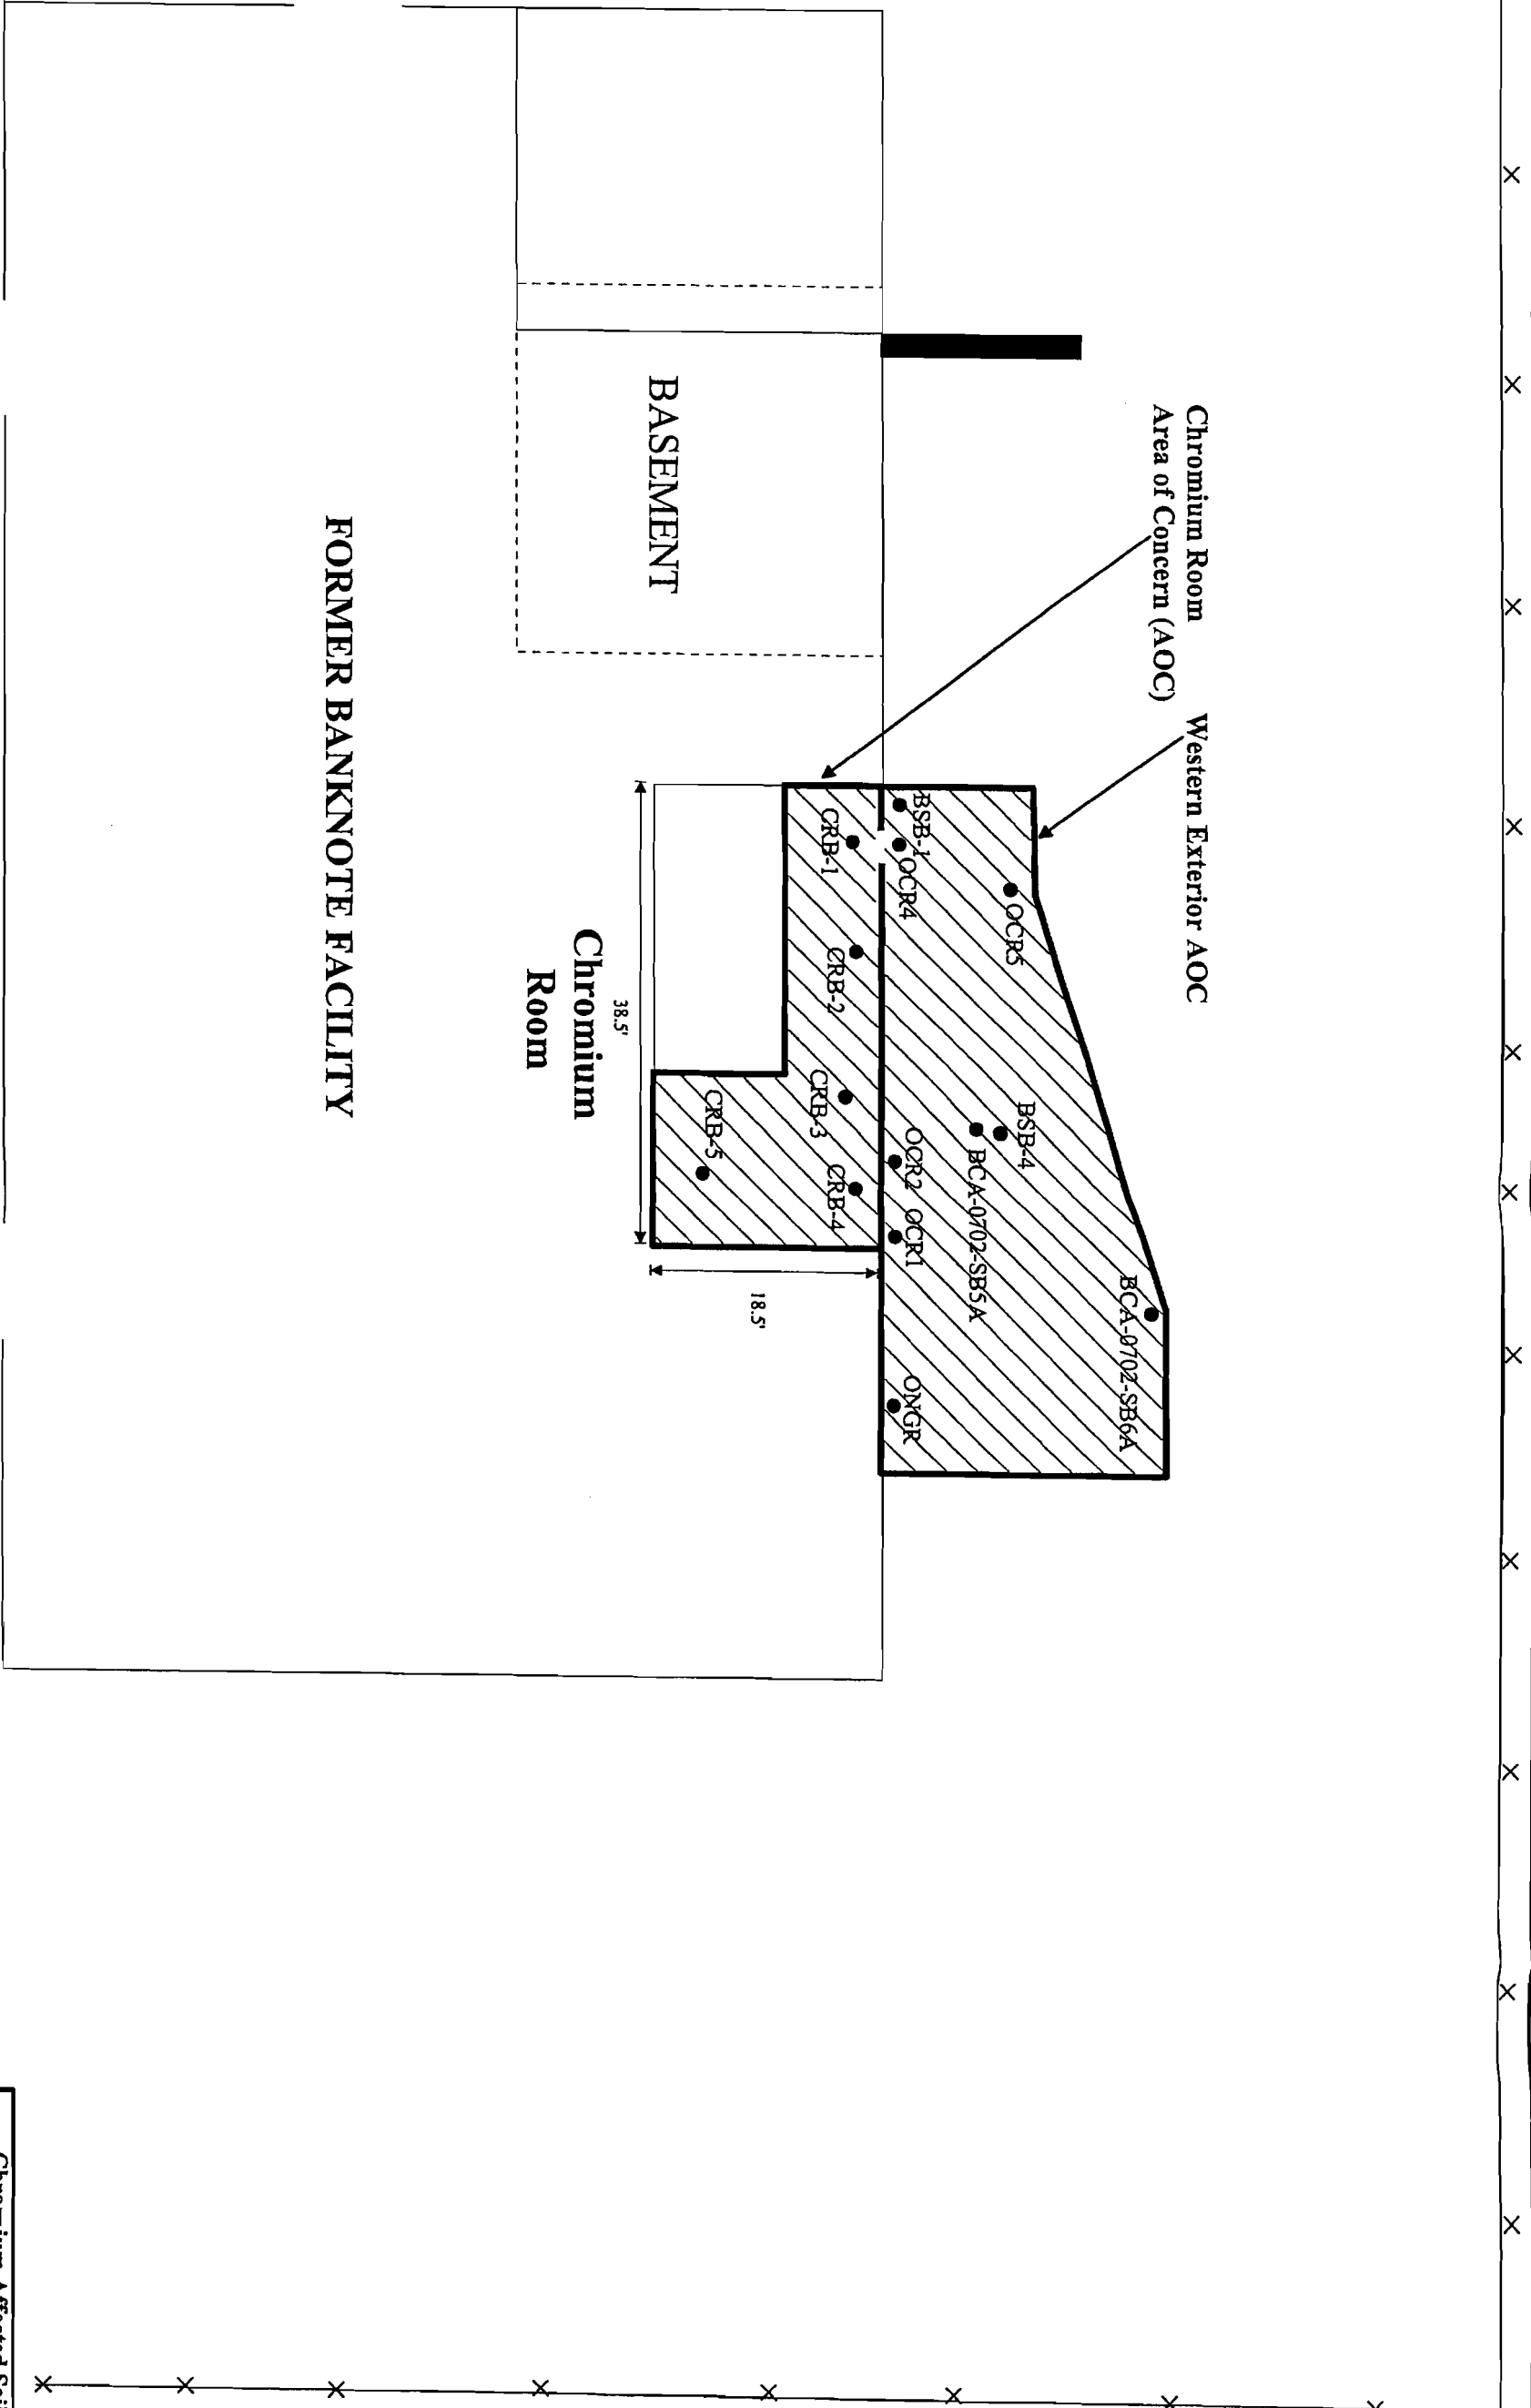 Chromium Room
Area of Concern (AOC)
Western Exterior AOC
BCA-0702-SB6A
OCR5
BSB-4
BCA-0702-SB5A
BSB-1
OCR4
OCR2
OCR1
ONGR
CRB-1
CRB-2
CRB-3
CRB-4
CRB-5
18.5'
BASEMENT
38.5'
Chromium
Room
FORMER BANKNOTE FACILITY